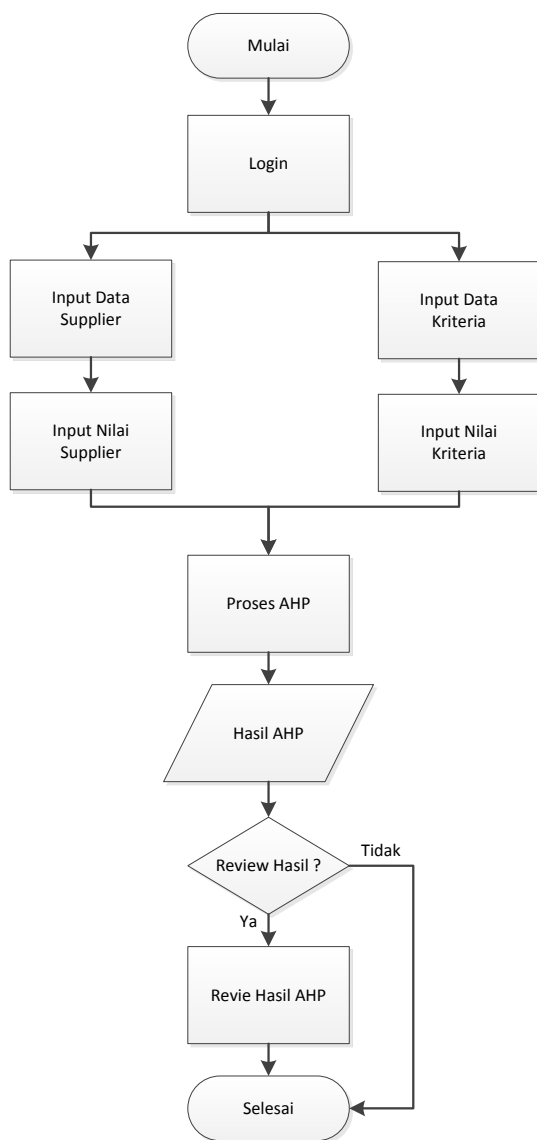 Mulai
Login
Input Data
Supplier
Input Data
Kriteria
Input Nilai
Supplier
Input Nilai
Kriteria
Proses AHP
Hasil AHP
Review Hasil ?
Tidak
Ya
Revie Hasil AHP
Selesai